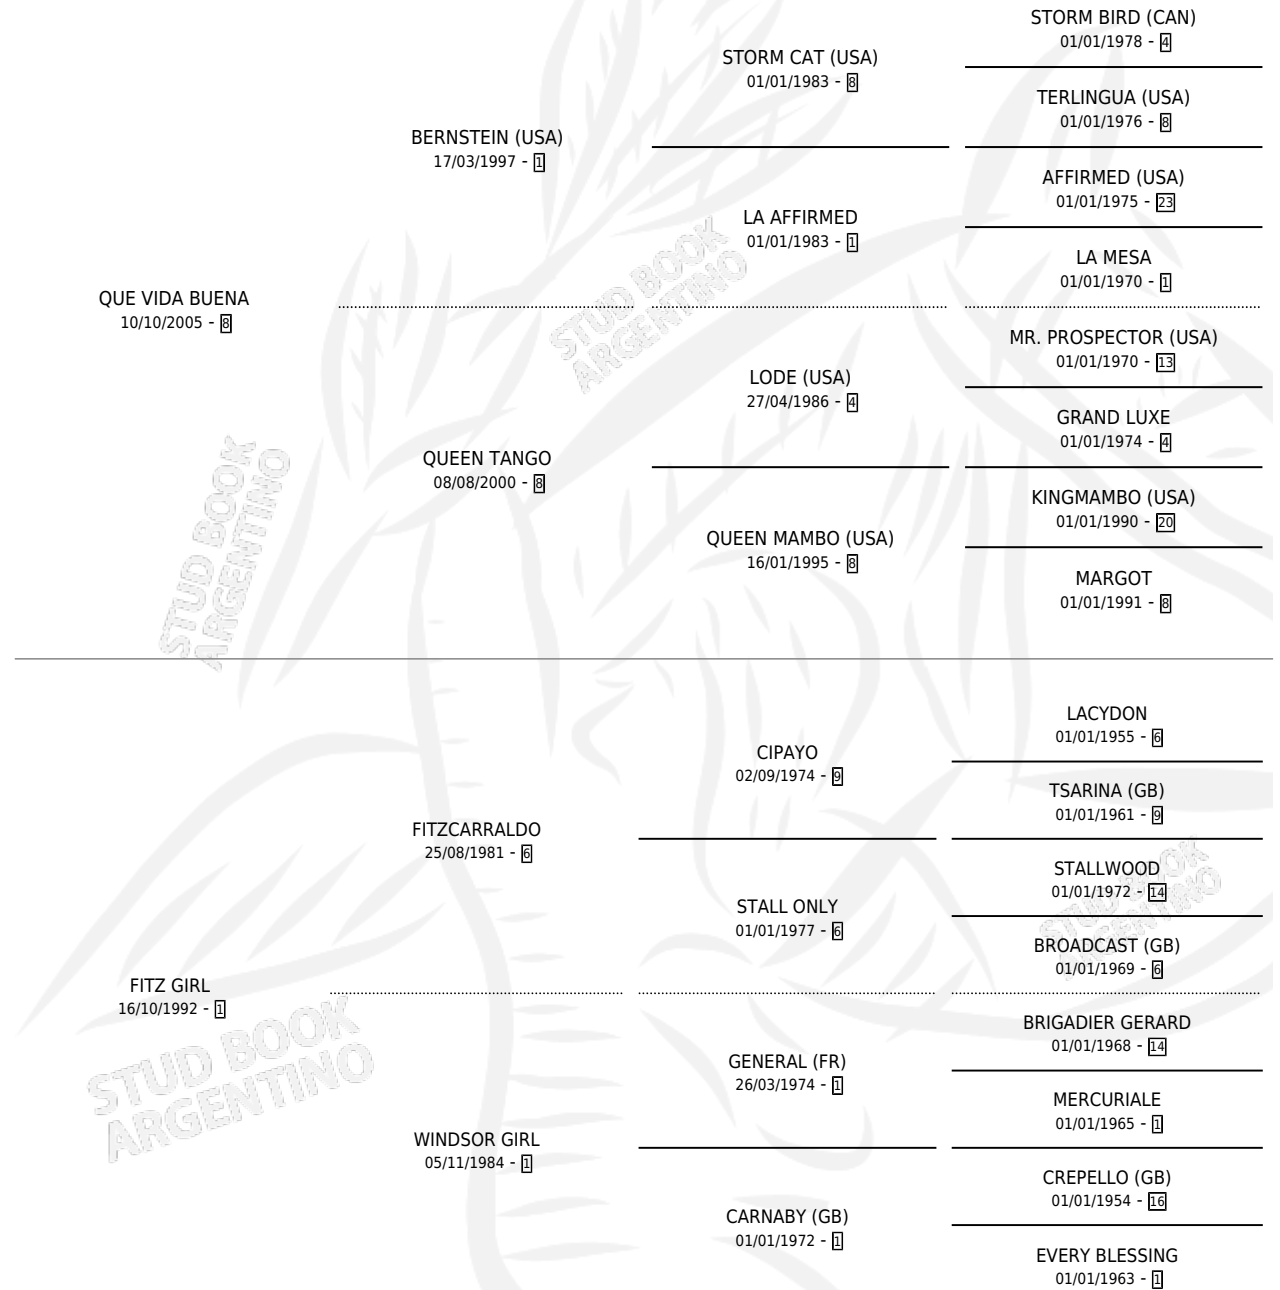 STORM BIRD (CAN)
01/01/1978 - 4
STORM CAT (USA)
01/01/1983 - 8
TERLINGUA (USA)
01/01/1976 - 8
BERNSTEIN (USA)
17/03/1997 - 1
AFFIRMED (USA)
01/01/1975 - 23
LA AFFIRMED
01/01/1983 - 1
LA MESA
01/01/1970 - 1
QUE VIDA BUENA
10/10/2005 - 8
MR. PROSPECTOR (USA)
01/01/1970 - 13
LODE (USA)
27/04/1986 - 4
GRAND LUXE
01/01/1974 - 4
QUEEN TANGO
08/08/2000 - 8
KINGMAMBO (USA)
01/01/1990 - 20
QUEEN MAMBO (USA)
16/01/1995 - 8
MARGOT
01/01/1991 - 8
STUD BOOK
ARGENTINO
STUD BOOK
ARGENTINO
LACYDON
01/01/1955 - 6
CIPAYO
02/09/1974 - 9
TSARINA (GB)
01/01/1961 - 9
FITZCARRALDO
25/08/1981 - 6
STALLWOOD
01/01/1972 - 14
STALL ONLY
01/01/1977 - 6
BROADCAST (GB)
01/01/1969 - 6
FITZ GIRL
16/10/1992 - 1
BRIGADIER GERARD
01/01/1968 - 14
GENERAL (FR)
26/03/1974 - 1
MERCURIALE
01/01/1965 - 1
WINDSOR GIRL
05/11/1984 - 1
CREPELLO (GB)
01/01/1954 - 16
CARNABY (GB)
01/01/1972 - 1
EVERY BLESSING
01/01/1963 - 1
STUD BOOK
ARGENTINO
STUD BOOK
ARGENTINO